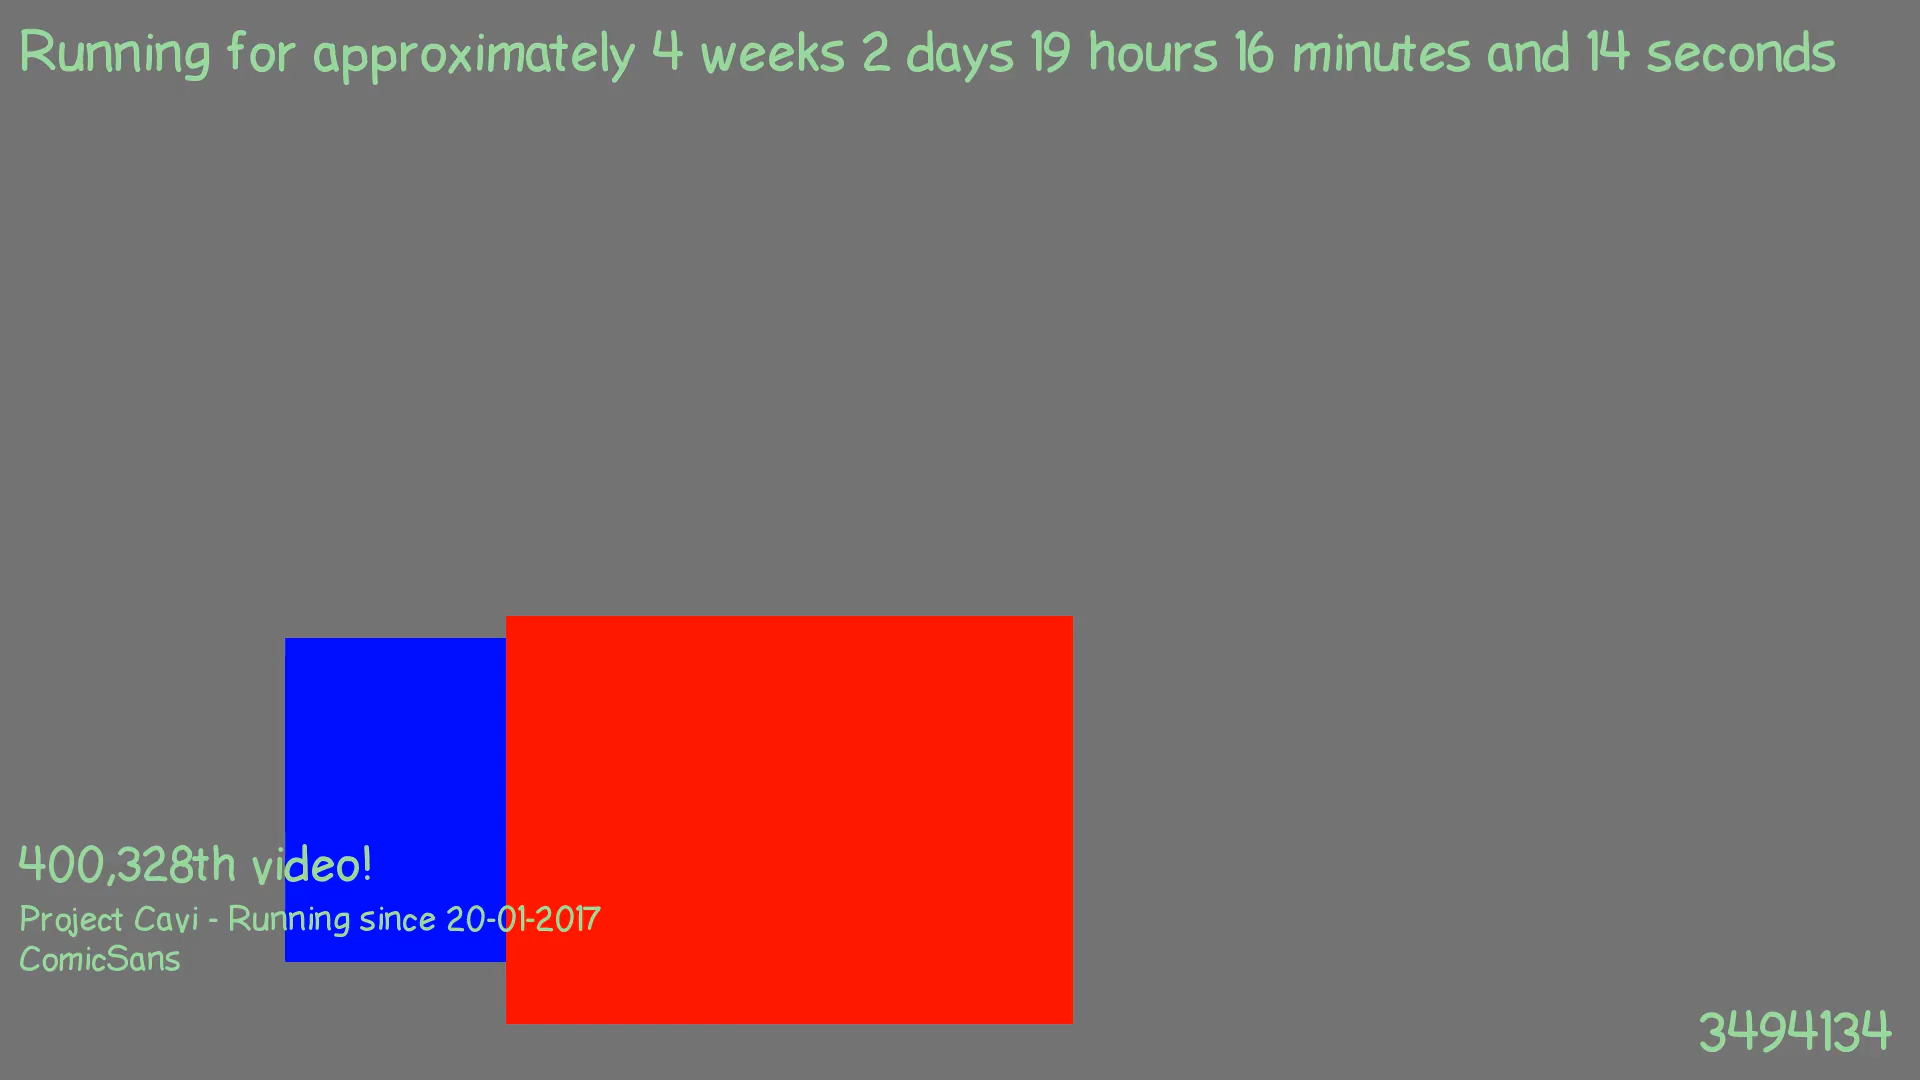 Running for approximately 4 weeks 2 days 19 hours 16 minutes and 14 seconds
400,328th video!
Project Cavi - Running since 20-01-2017
ComicSans
3494134